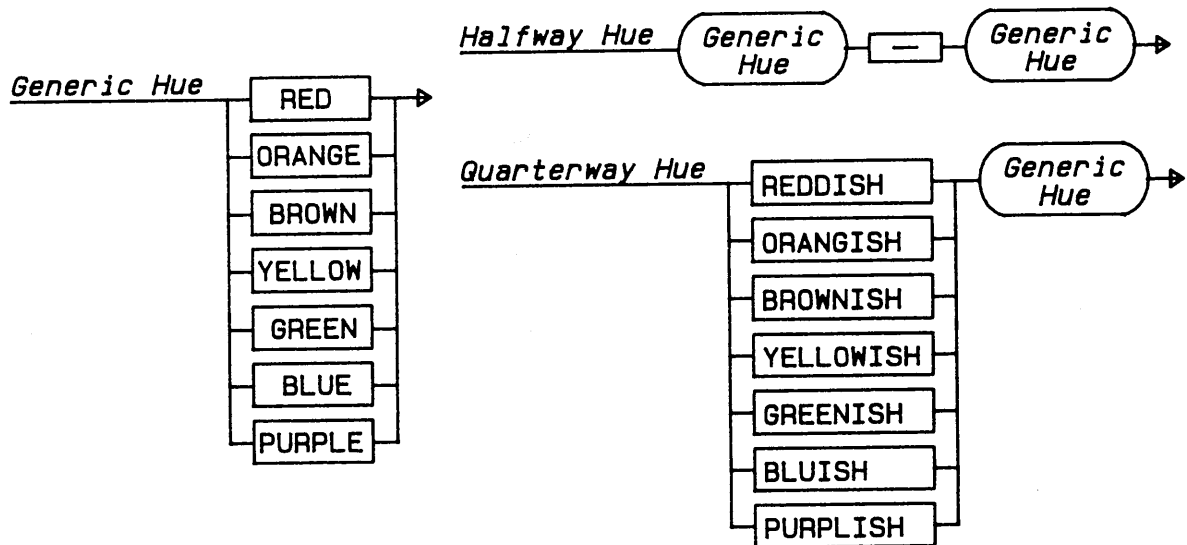 Generic Hue
RED
ORANGE
BROWN
YELLOW
GREEN
BLUE
PURPLE
Halfway Hue
Generic
Hue
—
Generic
Hue
Quarterway Hue
REDDISH
ORANGISH
BROWNISH
YELLOWISH
GREENISH
BLUISH
PURPLISH
Generic
Hue